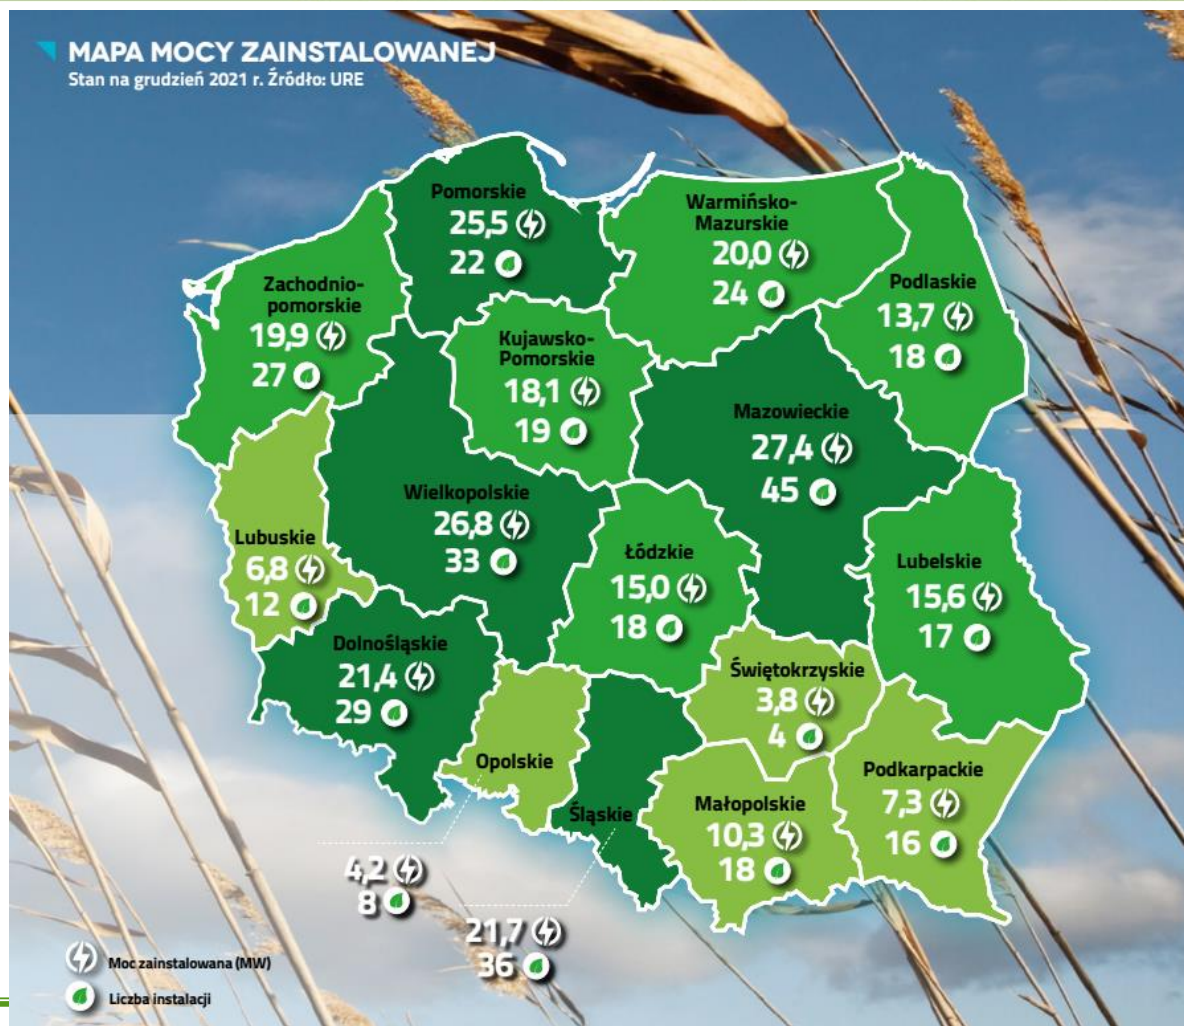 MAPA MOCY ZAINSTALOWANEJ
Stan na grudzień 2021 r. Źródło: URE
Pomorskie
25,5
22
Warmińsko-
Mazurskie
20,0
24
Podlaskie
13,7
18
Zachodnio-
pomorskie
19,9
27
Kujawsko-
Pomorskie
18,1
19
Mazowieckie
27,4
45
Wielkopolskie
26,8
33
Lubuskie
6,8
12
Łódzkie
15,0
18
Lubelskie
15,6
17
Dolnośląskie
21,4
29
Świętokrzyskie
3,8
4
Opolskie
4,2
8
Śląskie
21,7
36
Małopolskie
10,3
18
Podkarpackie
7,3
16
Moc zainstalowana (MW)
Liczba instalacji